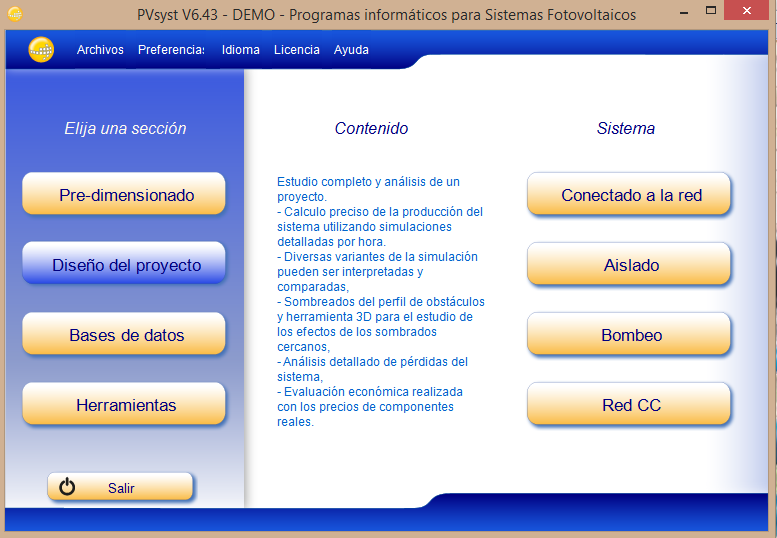 PVsyst V6.43 - DEMO - Programas informáticos para Sistemas Fotovoltaicos
Archivos Preferencias Idioma Licencia Ayuda
Elija una sección
Pre-dimensionado
Diseño del proyecto
Bases de datos
Herramientas
Salir
Contenido
Estudio completo y análisis de un
proyecto.
- Calculo preciso de la producción del
sistema utilizando simulaciones
detalladas por hora.
- Diversas variantes de la simulación
pueden ser interpretadas y
comparadas,
- Sombreados del perfil de obstáculos
y herramienta 3D para el estudio de
los efectos de los sombrados
cercanos,
- Análisis detallado de pérdidas del
sistema,
- Evaluación económica realizada
con los precios de componentes
reales.
Sistema
Conectado a la red
Aislado
Bombeo
Red CC